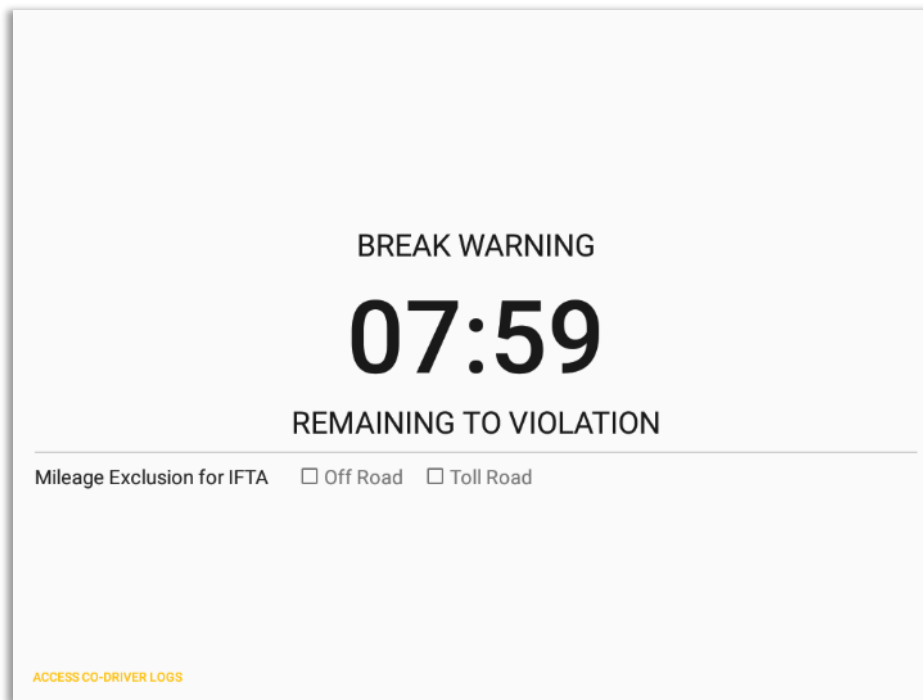 BREAK WARNING
07:59
REMAINING TO VIOLATION
Mileage Exclusion for IFTA Off Road Toll Road
ACCESS CO-DRIVER LOGS